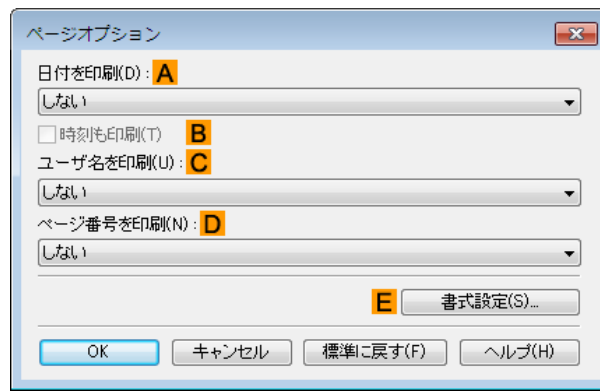 ページオプション
日付を印刷(D) : A
しない
時刻も印刷(T) B
ユーザ名を印刷(U) : C
しない
ページ番号を印刷(N) : D
しない
E 書式設定(S)...
OK キャンセル 標準に戻す(F) ヘルプ(H)